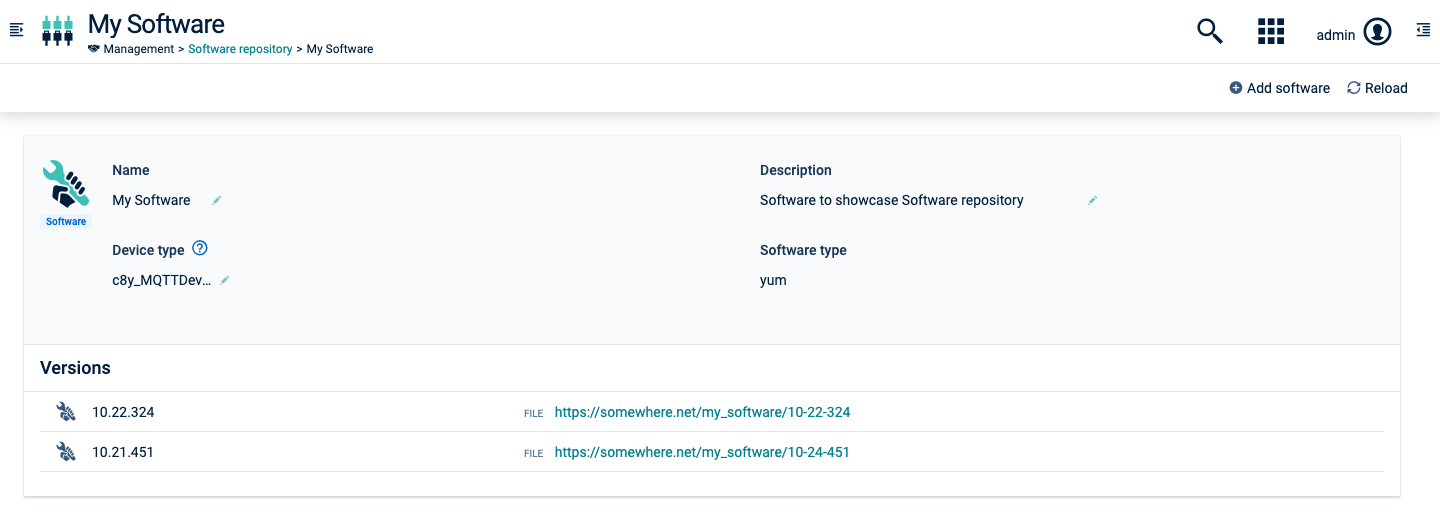 My Software
Management > Software repository > My Software
admin
Add software
Reload
Software
Name
My Software
Description
Software to showcase Software repository
Device type
c8y_MQTTDev...
Software type
yum
Versions
10.22.324 FILE https://somewhere.net/my_software/10-22-324
10.21.451 FILE https://somewhere.net/my_software/10-24-451